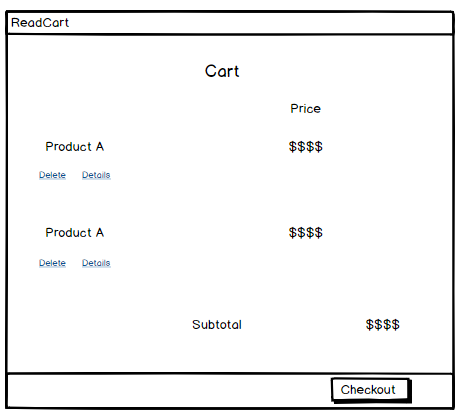 ReadCart
Cart
Price
Product A $$$$
Delete Details
Product A $$$$
Delete Details
Subtotal $$$$
Checkout